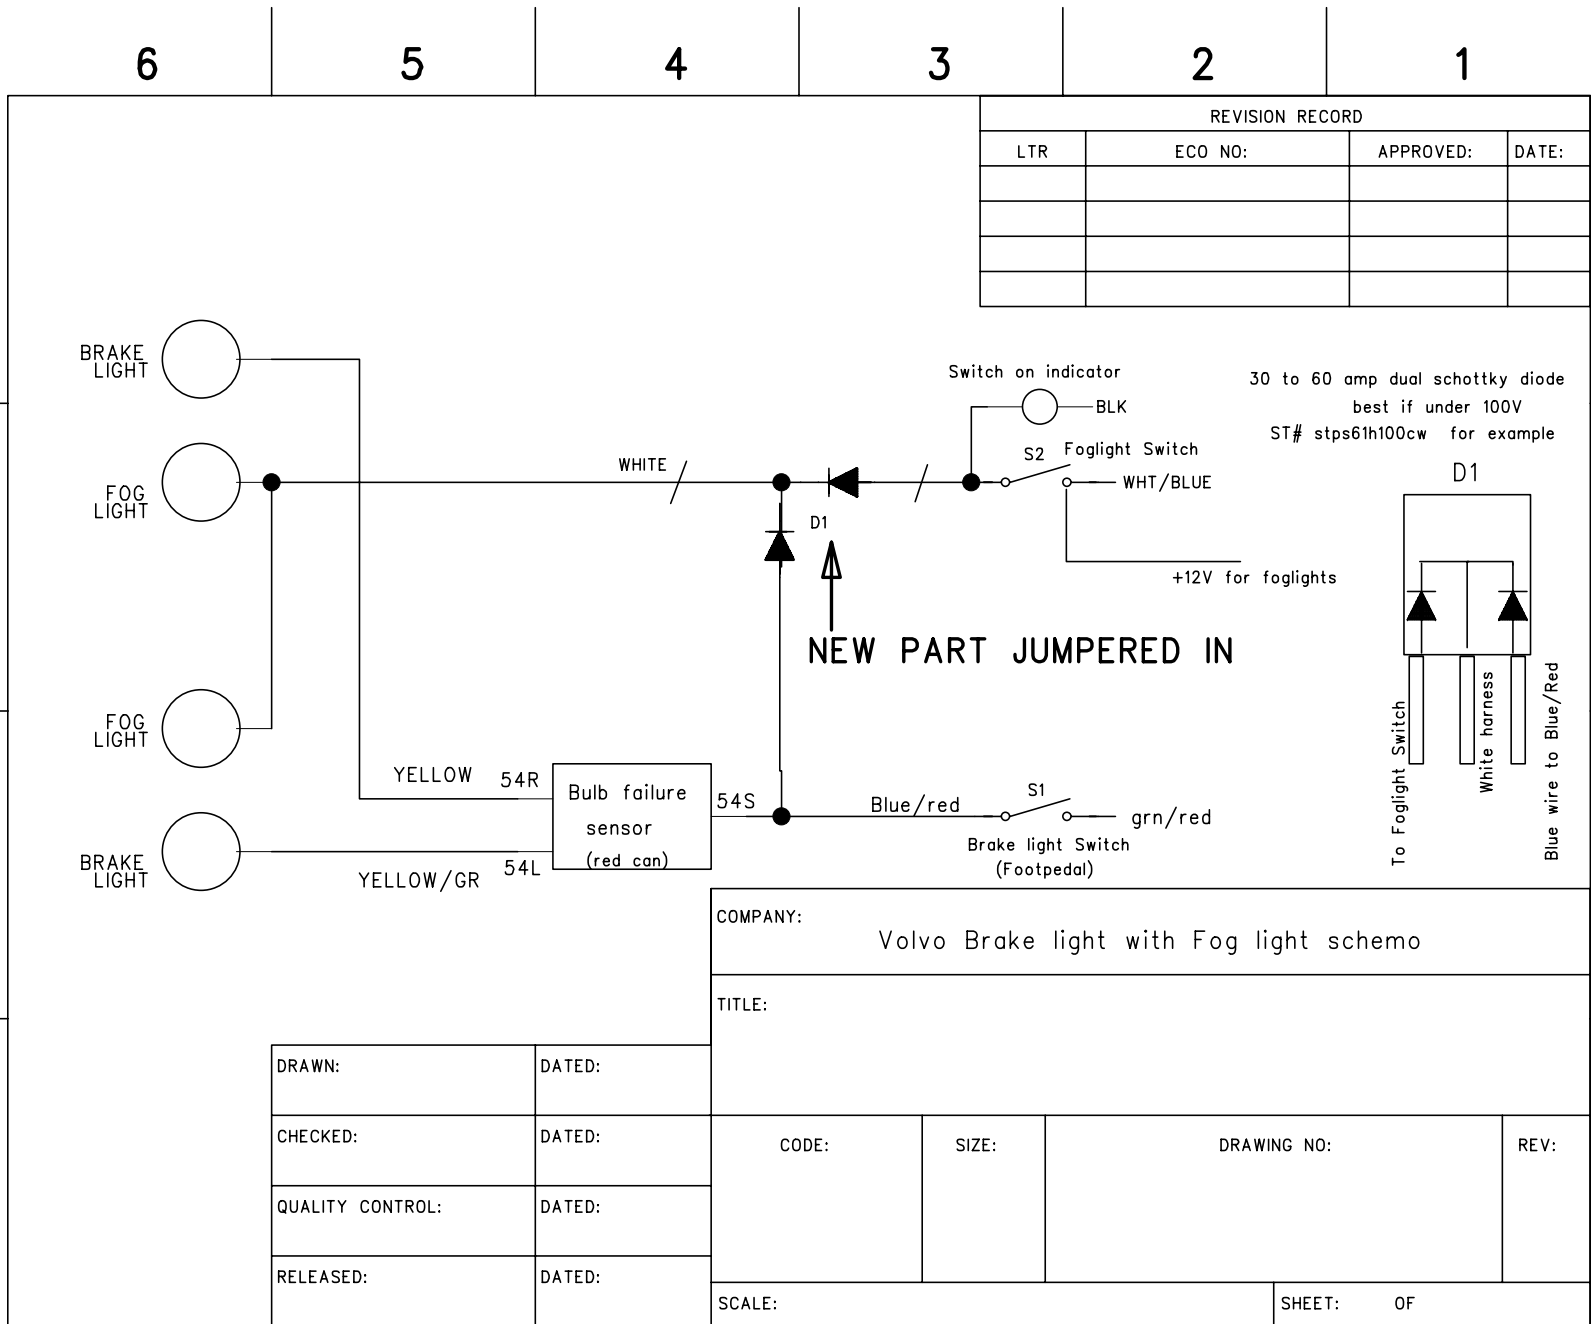 6 5 4 3 2 1
REVISION RECORD
LTR ECO NO: APPROVED: DATE:
BRAKE
LIGHT
FOG
LIGHT
FOG
LIGHT
BRAKE
LIGHT
WHITE
Switch on indicator
BLK
S2 Foglight Switch
WHT/BLUE
+12V for foglights
D1
NEW PART JUMPERED IN
30 to 60 amp dual schottky diode
best if under 100V
ST# stps61h100cw for example
D1
To Foglight Switch
White harness
Blue wire to Blue/Red
YELLOW 54R
YELLOW/GR 54L
Bulb failure
sensor
(red can)
54S
Blue/red
S1
grn/red
Brake light Switch
(Footpedal)
COMPANY:
Volvo Brake light with Fog light schemo
TITLE:
DRAWN: DATED:
CHECKED: DATED:
QUALITY CONTROL: DATED:
RELEASED: DATED:
CODE: SIZE: DRAWING NO: REV:
SCALE: SHEET: OF